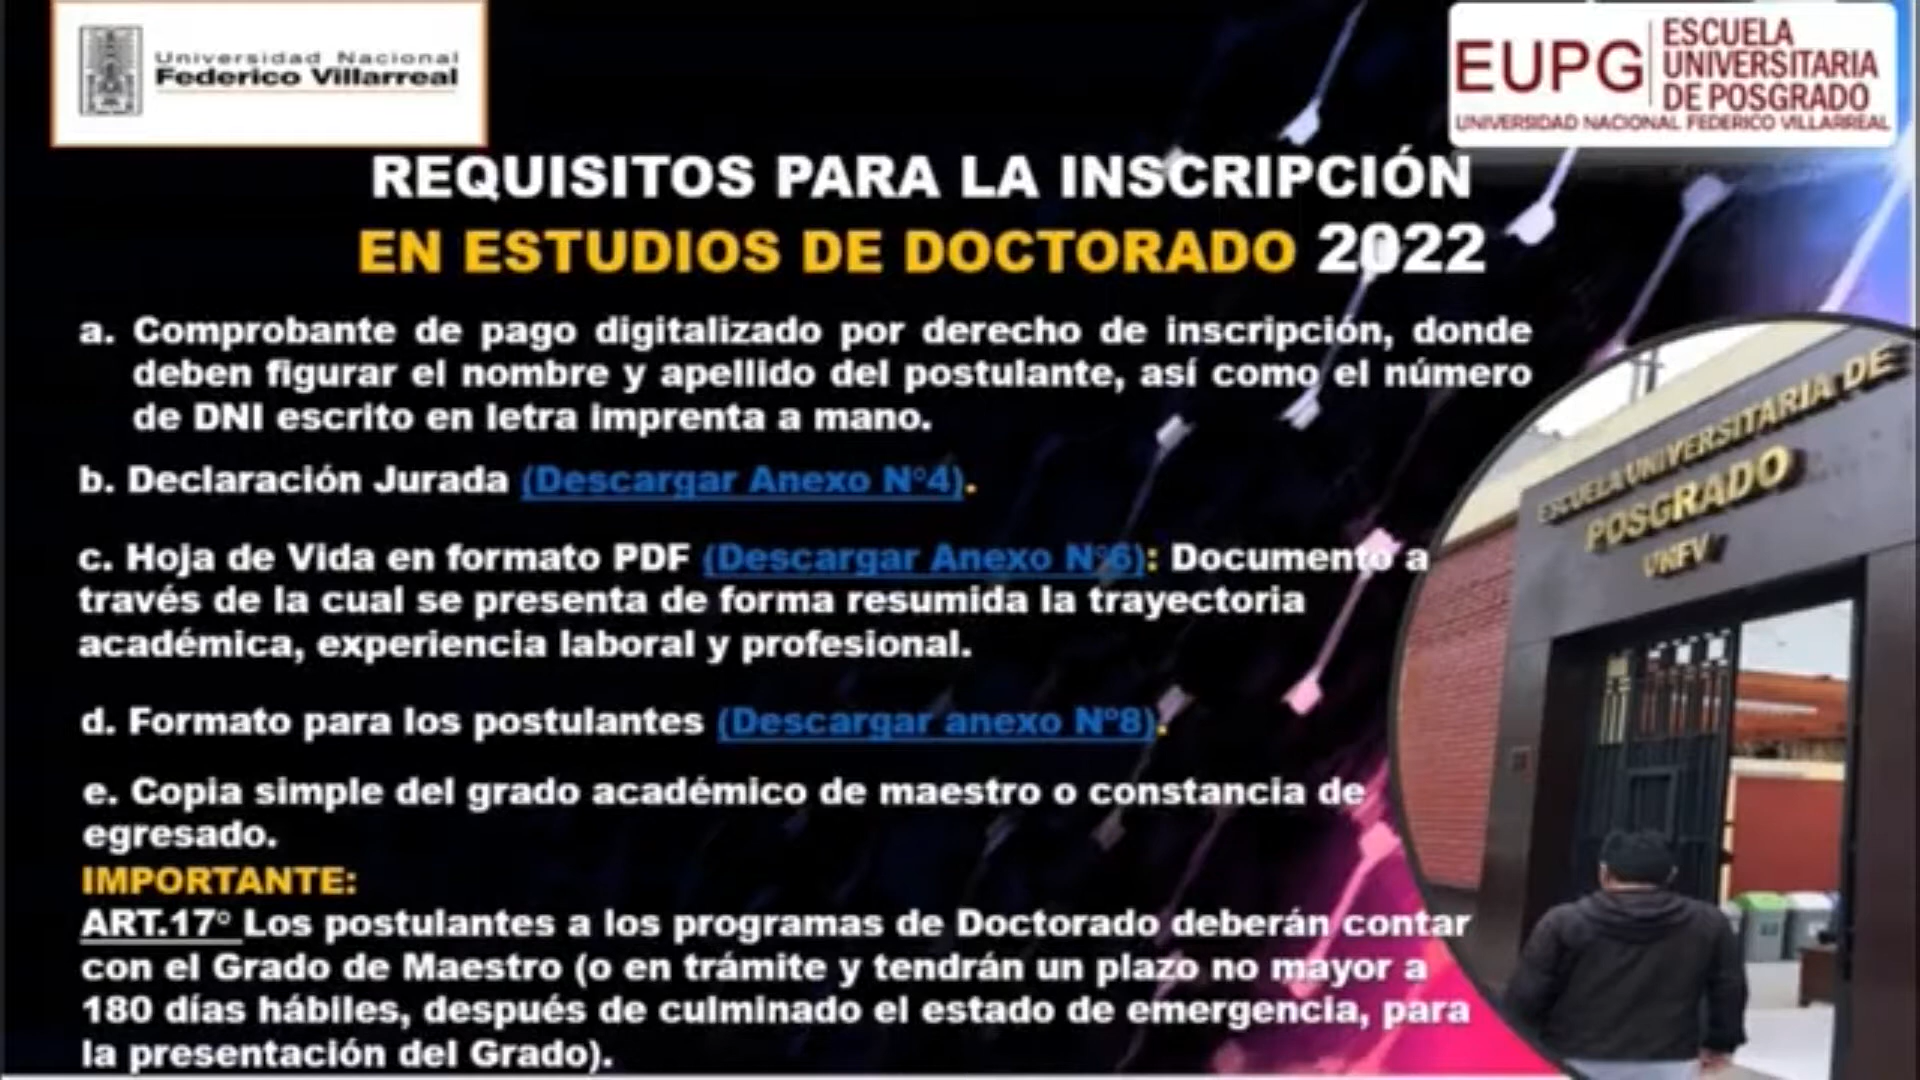 Universidad Nacional
Federico Villarreal
EUPG
ESCUELA
UNIVERSITARIA
DE POSGRADO
UNIVERSIDAD NACIONAL FEDERICO VILLARREAL
REQUISITOS PARA LA INSCRIPCIÓN
EN ESTUDIOS DE DOCTORADO 2022
a. Comprobante de pago digitalizado por derecho de inscripción, donde
deben figurar el nombre y apellido del postulante, así como el número
de DNI escrito en letra imprenta a mano.
b. Declaración Jurada (Descargar Anexo N°4).
c. Hoja de Vida en formato PDF (Descargar Anexo N°6): Documento a
través de la cual se presenta de forma resumida la trayectoria
académica, experiencia laboral y profesional.
d. Formato para los postulantes (Descargar anexo Nº8).
e. Copia simple del grado académico de maestro o constancia de
egresado.
IMPORTANTE:
ART.17° Los postulantes a los programas de Doctorado deberán contar
con el Grado de Maestro (o en trámite y tendrán un plazo no mayor a
180 días hábiles, después de culminado el estado de emergencia, para
la presentación del Grado).
ESCUELA UNIVERSITARIA DE
POSGRADO
UNFV